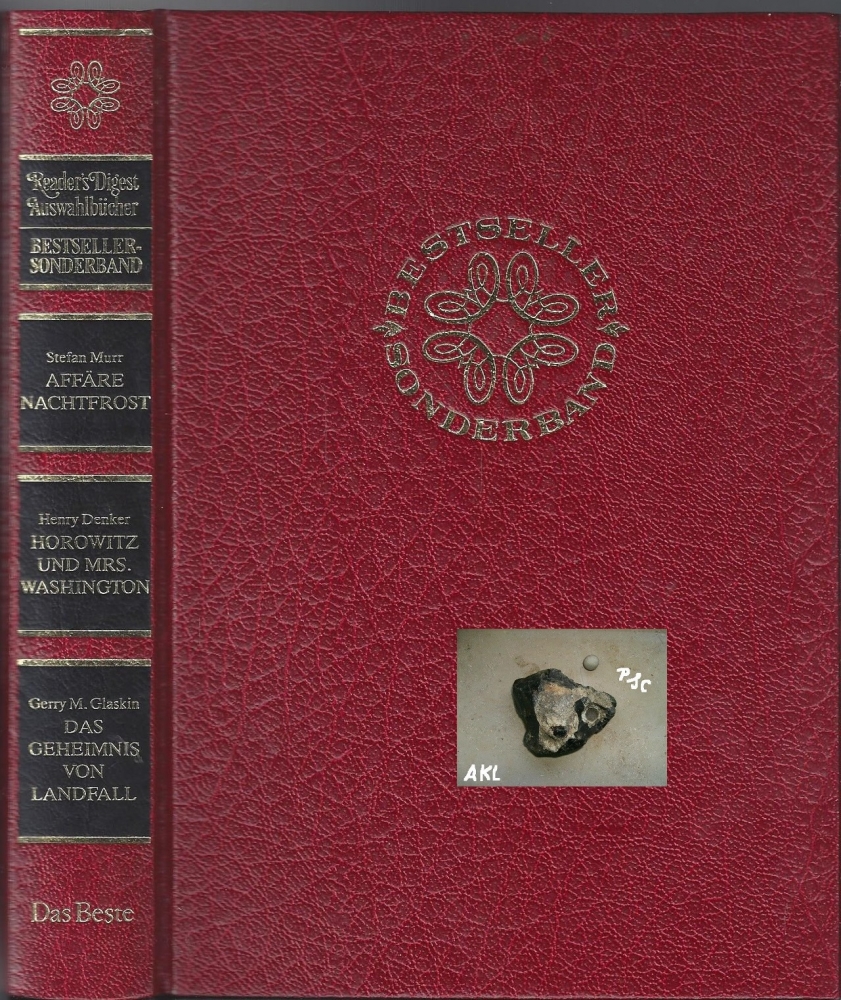 Reader's Digest
Auswahlbücher
BESTSELLER-
SONDERBAND
Stefan Murr
AFFÄRE
NACHTFROST
Henry Denker
HOROWITZ
UND MRS.
WASHINGTON
Gerry M. Glaskin
DAS
GEHEIMNIS
VON
LANDFALL
Das Beste
BESTSELLER
SONDERBAND
PSC
AKL